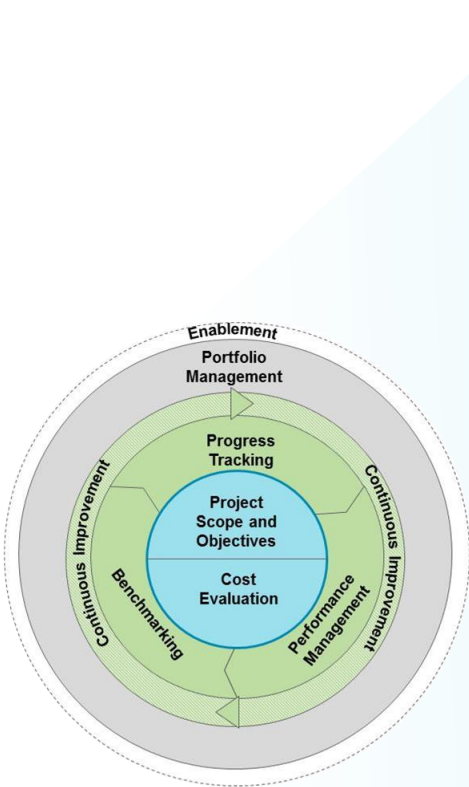 Enablement
Portfolio
Management
Progress
Tracking
Project
Scope and
Objectives
Cost
Evaluation
Continuous Improvement
Continuous Improvement
Benchmarking
Performance
Management